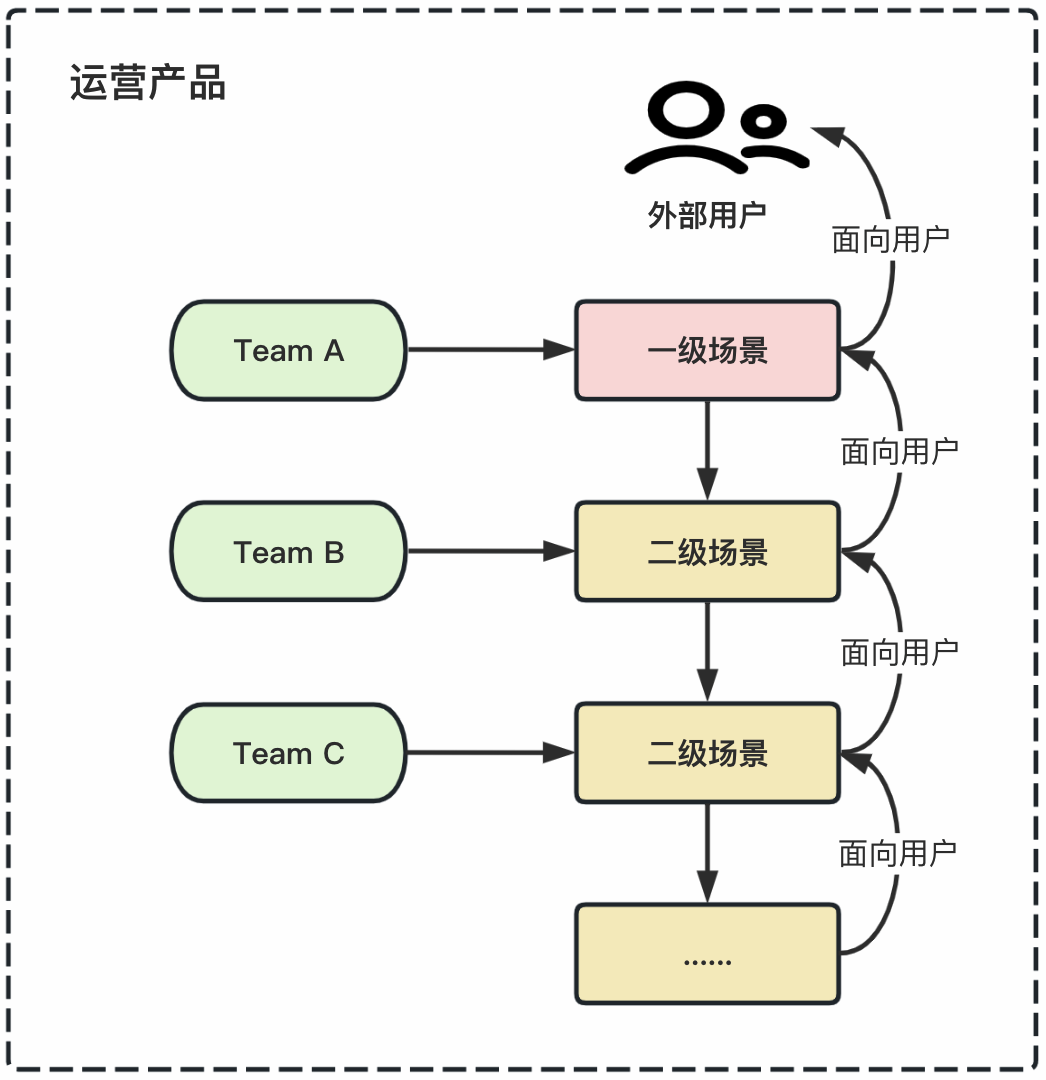 运营产品
外部用户
面向用户
Team A
一级场景
面向用户
Team B
二级场景
面向用户
Team C
二级场景
面向用户
......